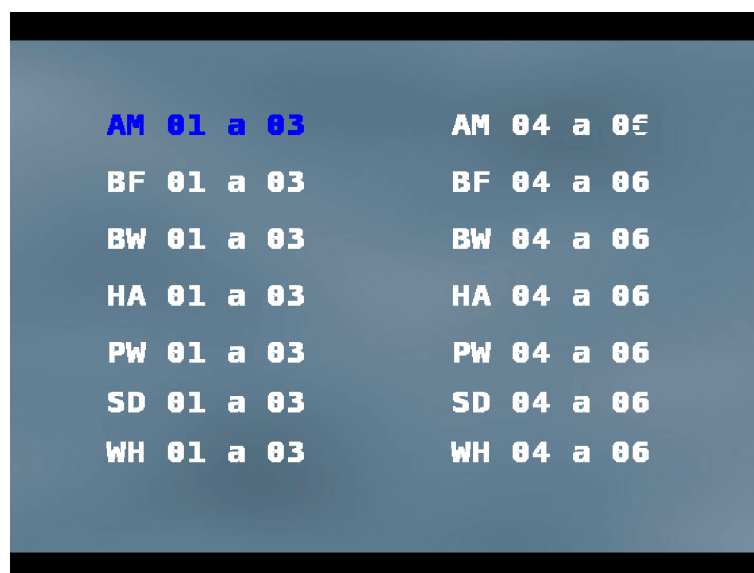 AM 01 a 03 AM 04 a 06
BF 01 a 03 BF 04 a 06
BW 01 a 03 BW 04 a 06
HA 01 a 03 HA 04 a 06
PW 01 a 03 PW 04 a 06
SD 01 a 03 SD 04 a 06
WH 01 a 03 WH 04 a 06